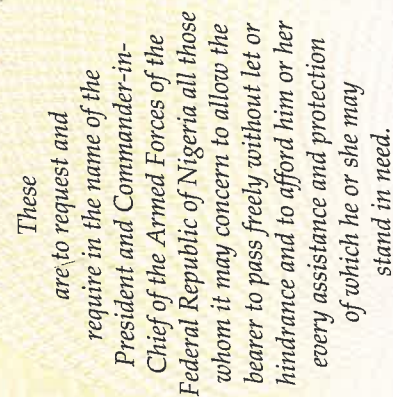 These
are to request and
require in the name of the
President and Commander-in-
Chief of the Armed Forces of the
Federal Republic of Nigeria all those
whom it may concern to allow the
bearer to pass freely without let or
hindrance and to afford him or her
every assistance and protection
of which he or she may
stand in need.